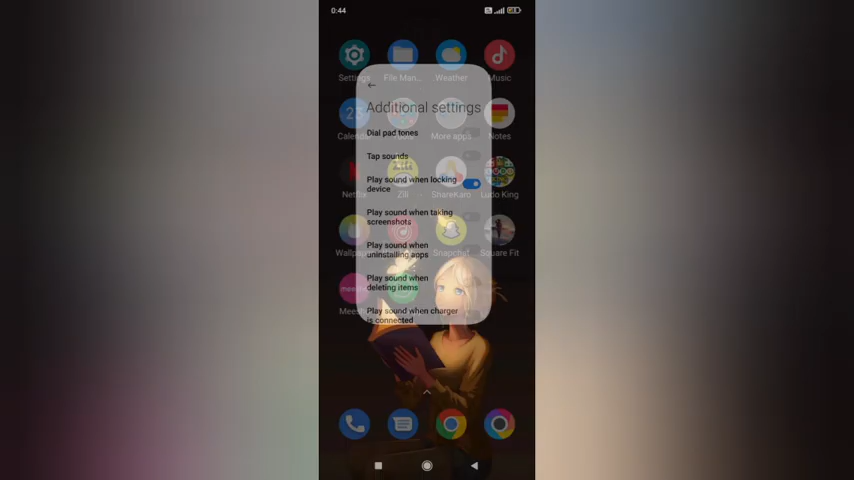 0:44
Settings
File Man...
Weather
Music
←
Additional settings
Dial pad tones
More apps
Notes
Tap sounds
Play sound when locking
device
Netflix
Zili
ShareKaro
Ludo King
Play sound when taking
screenshots
Play sound when
uninstalling apps
Snapchat
Square Fit
Play sound when
deleting items
Play sound when charger
is connected